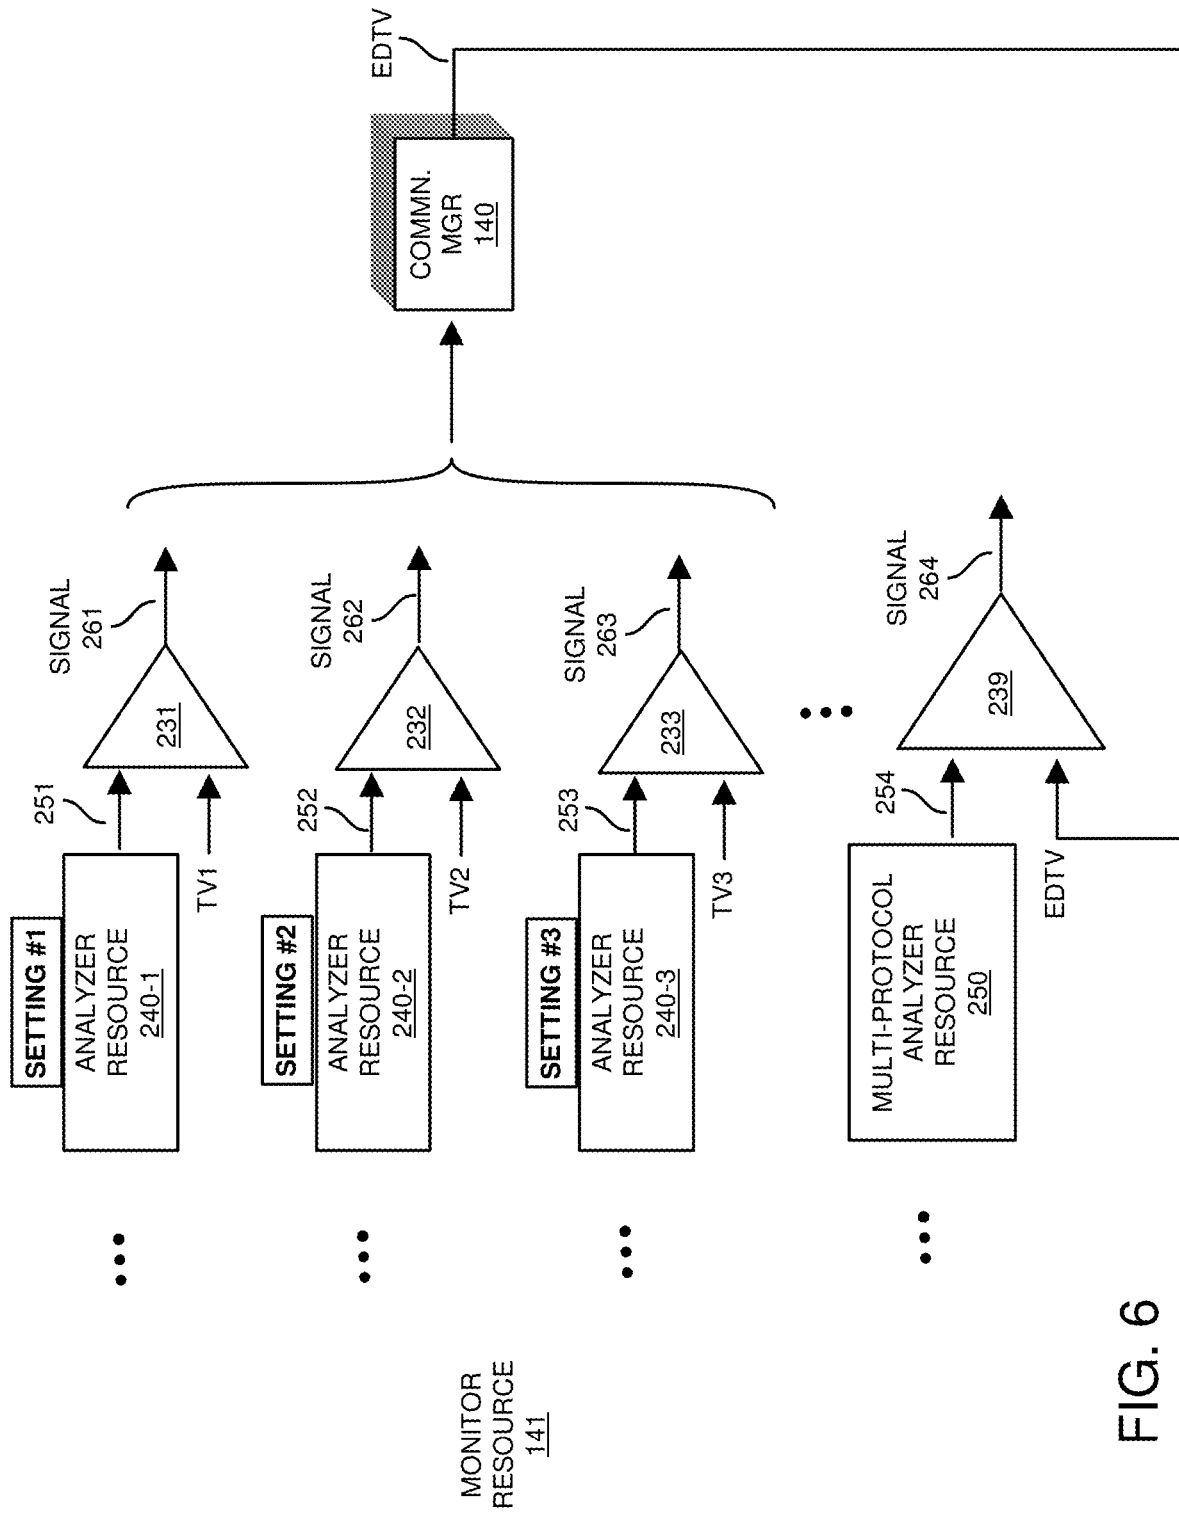 MONITOR
RESOURCE
141
SETTING #1
ANALYZER
RESOURCE
240-1
251
TV1
231
SIGNAL
261
SETTING #2
ANALYZER
RESOURCE
240-2
252
TV2
232
SIGNAL
262
SETTING #3
ANALYZER
RESOURCE
240-3
253
TV3
233
SIGNAL
263
MULTI-PROTOCOL
ANALYZER
RESOURCE
250
254
EDTV
239
SIGNAL
264
COMMN.
MGR
140
EDTV
FIG. 6